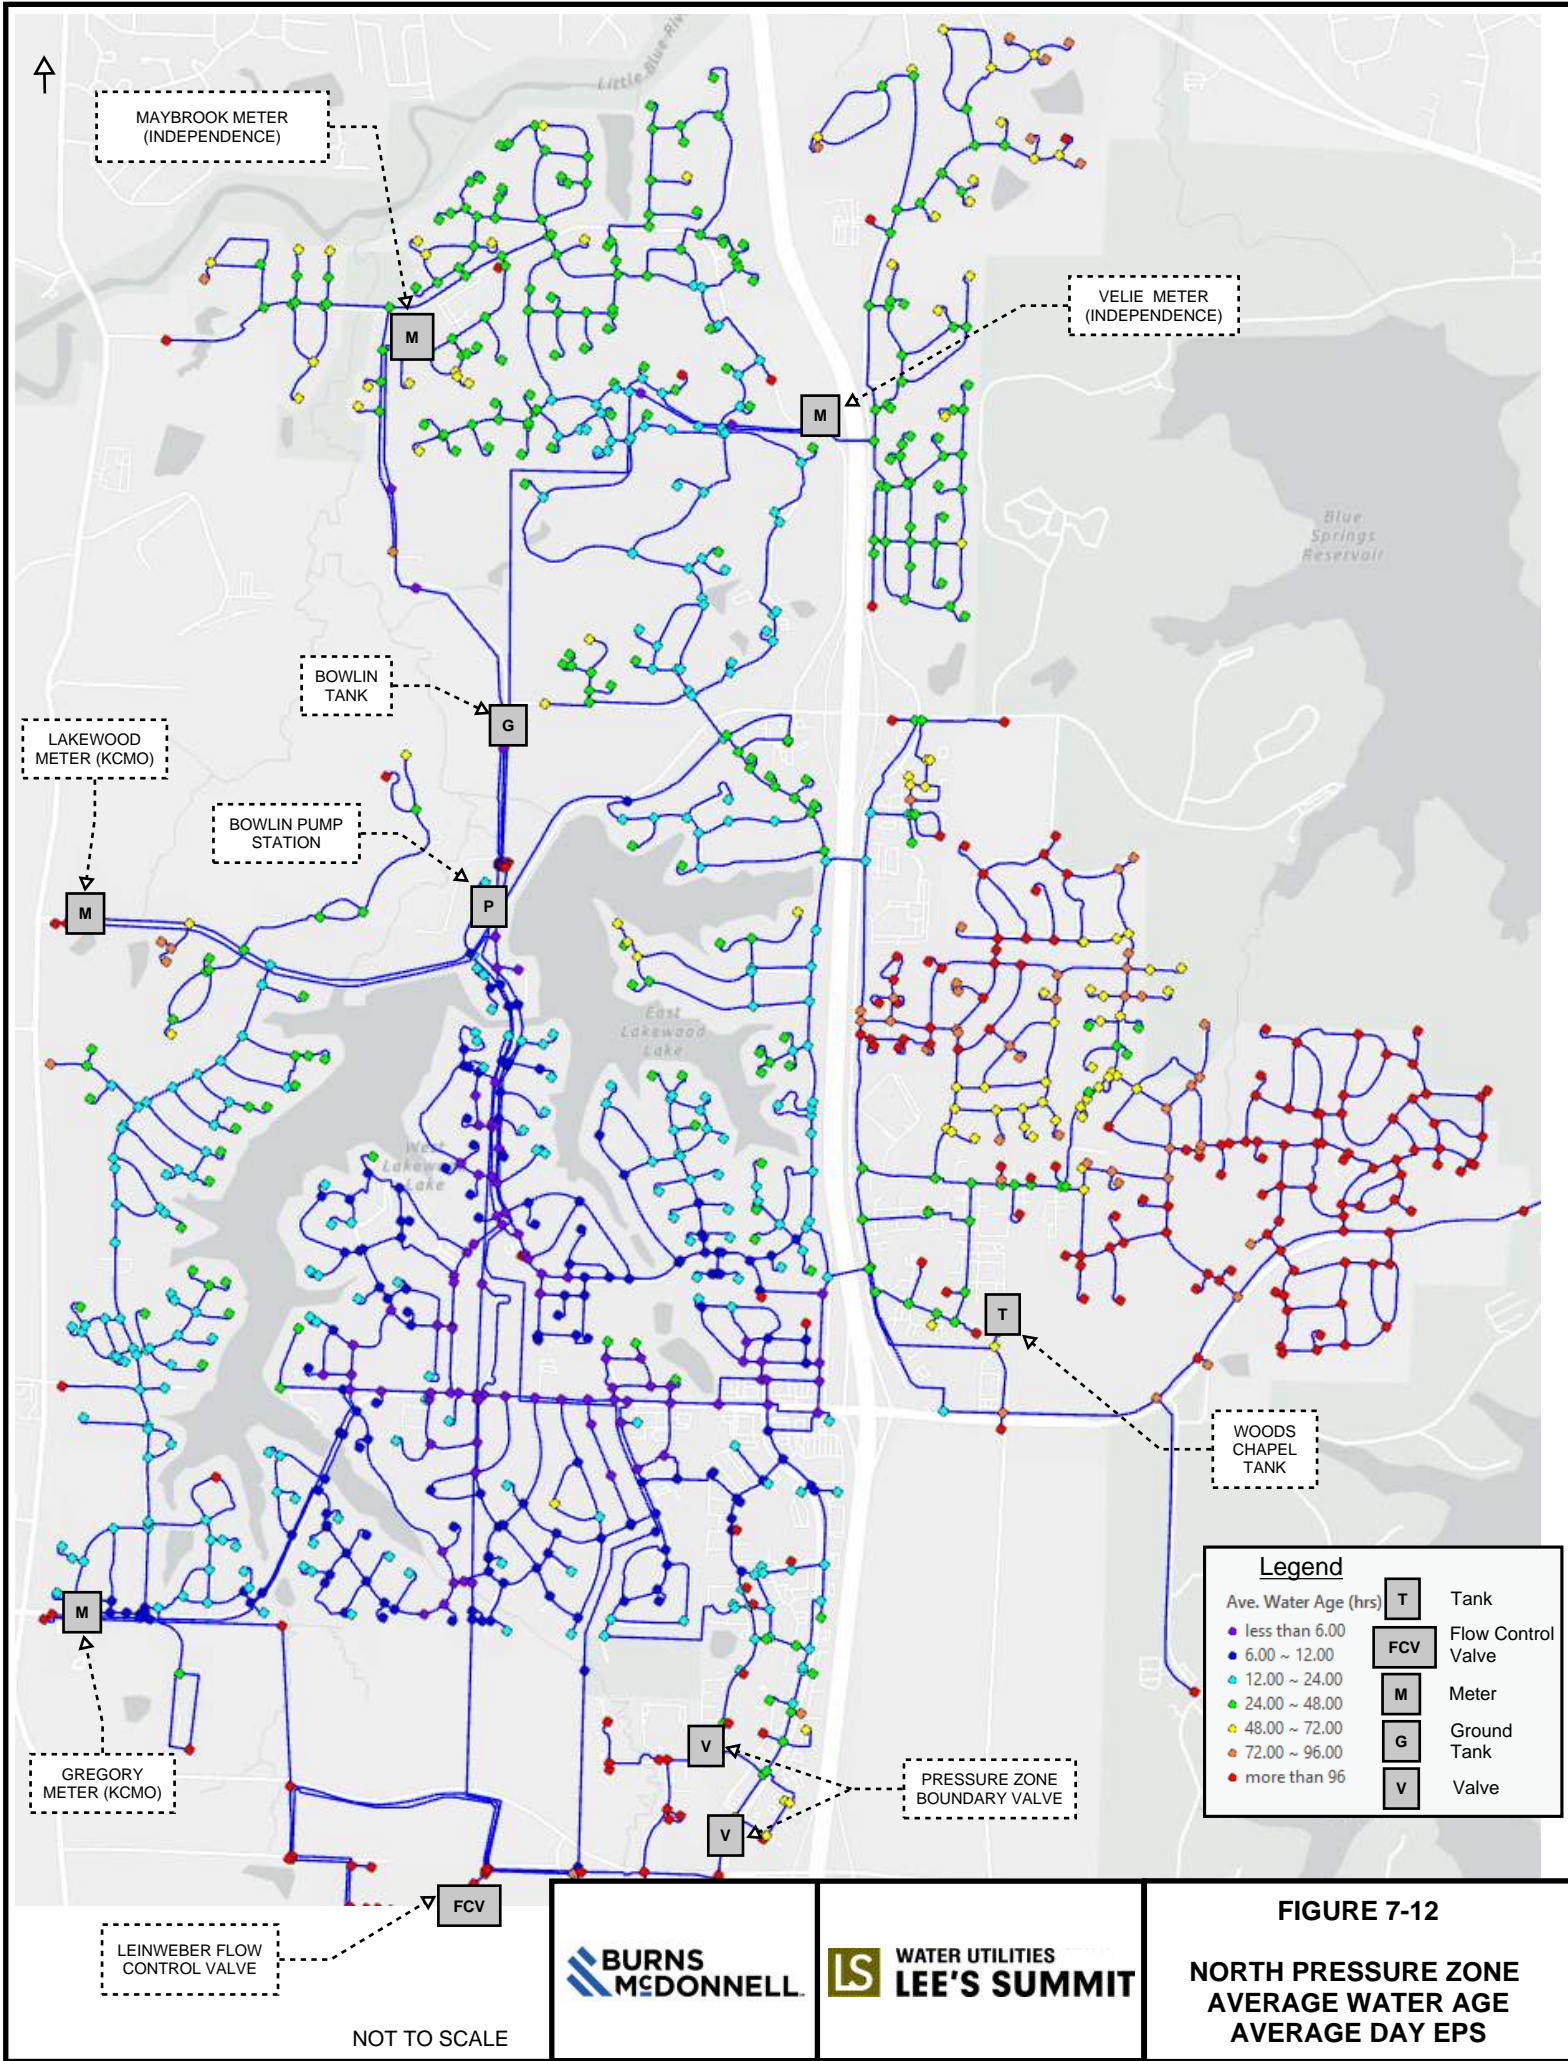 Little Blue Riv
MAYBROOK METER
(INDEPENDENCE)
M
VELIE METER
(INDEPENDENCE)
M
Blue
Springs
Reservoir
BOWLIN
TANK
G
LAKEWOOD
METER (KCMO)
BOWLIN PUMP
STATION
M
P
East
Lakewood
Lake
West
Lakewood
Lake
T
WOODS
CHAPEL
TANK
M
GREGORY
METER (KCMO)
V
V
PRESSURE ZONE
BOUNDARY VALVE
FCV
LEINWEBER FLOW
CONTROL VALVE
NOT TO SCALE
Legend
Ave. Water Age (hrs)
less than 6.00
6.00 ~ 12.00
12.00 ~ 24.00
24.00 ~ 48.00
48.00 ~ 72.00
72.00 ~ 96.00
more than 96
T Tank
FCV Flow Control
Valve
M Meter
G Ground
Tank
V Valve
BURNS
McDONNELL
LS WATER UTILITIES
LEE'S SUMMIT
FIGURE 7-12
NORTH PRESSURE ZONE
AVERAGE WATER AGE
AVERAGE DAY EPS